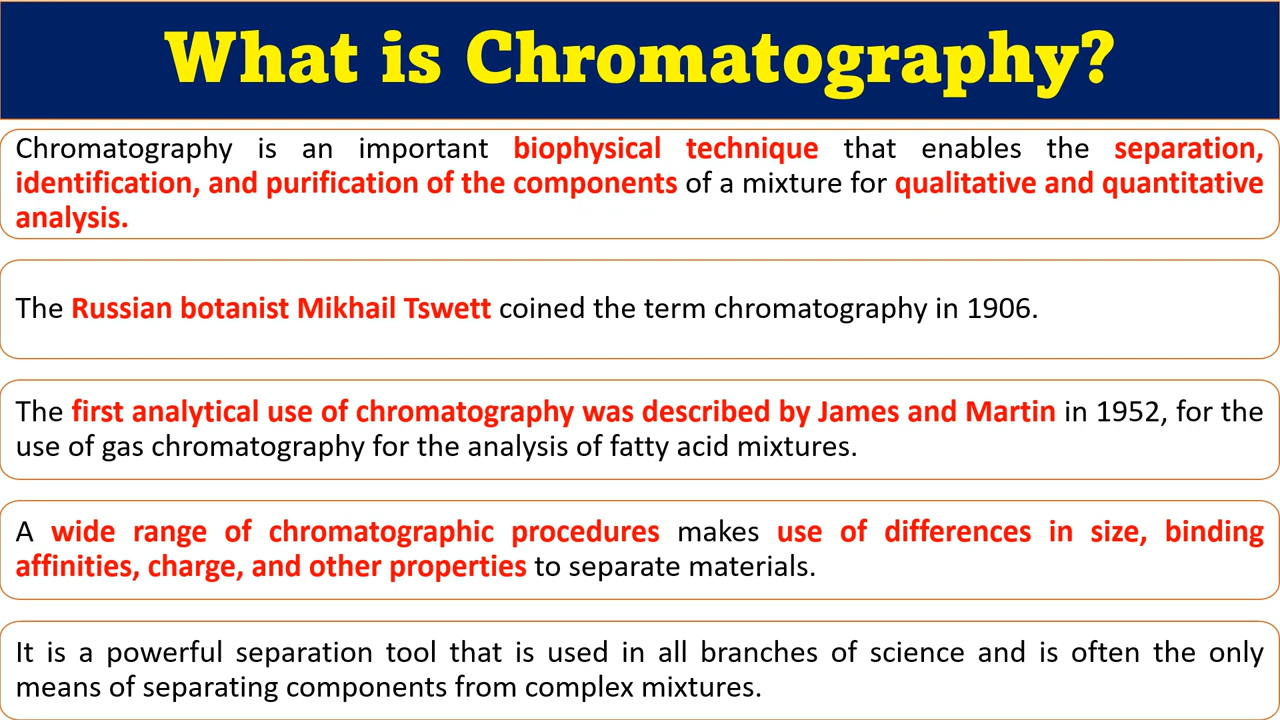 What is Chromatography?
Chromatography is an important biophysical technique that enables the separation,
identification, and purification of the components of a mixture for qualitative and quantitative
analysis.
The Russian botanist Mikhail Tswett coined the term chromatography in 1906.
The first analytical use of chromatography was described by James and Martin in 1952, for the
use of gas chromatography for the analysis of fatty acid mixtures.
A wide range of chromatographic procedures makes use of differences in size, binding
affinities, charge, and other properties to separate materials.
It is a powerful separation tool that is used in all branches of science and is often the only
means of separating components from complex mixtures.